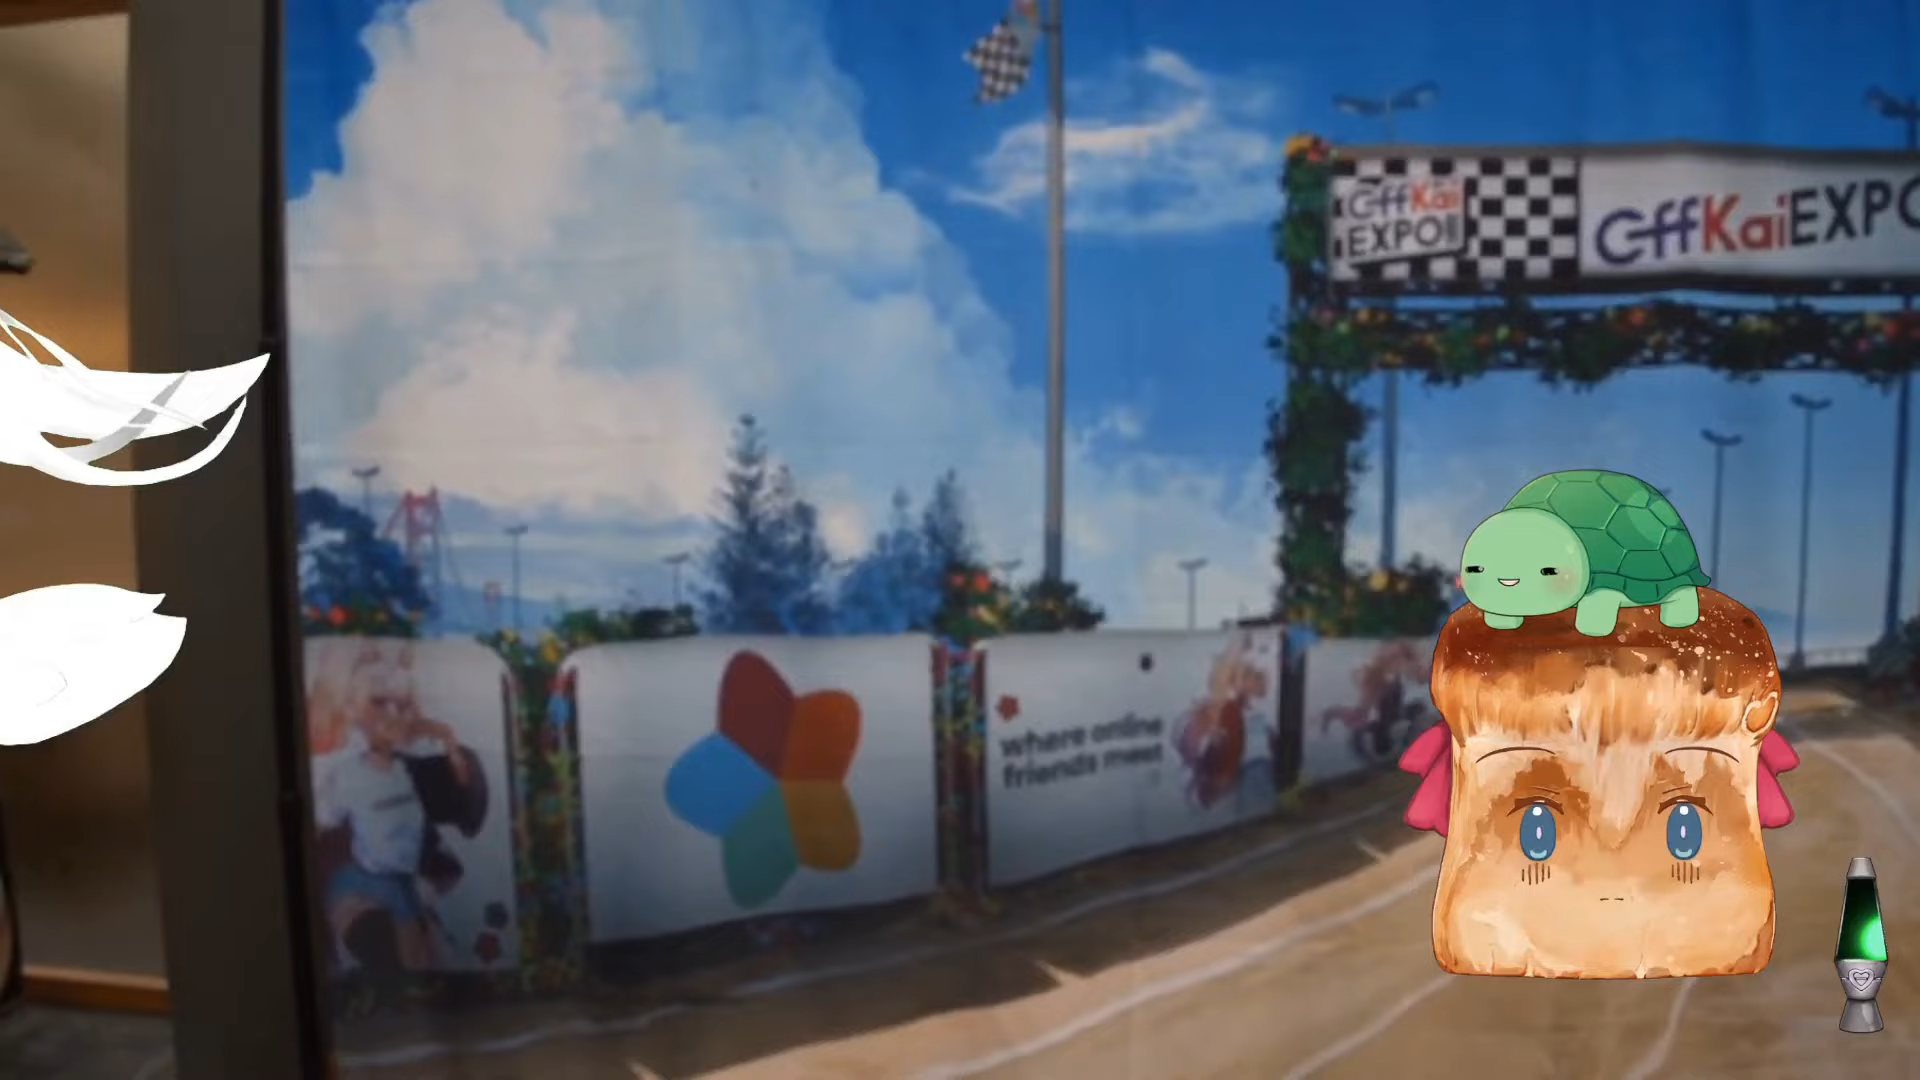 OffKai
EXPO!!
OffKaiEXPO
where online
friends meet